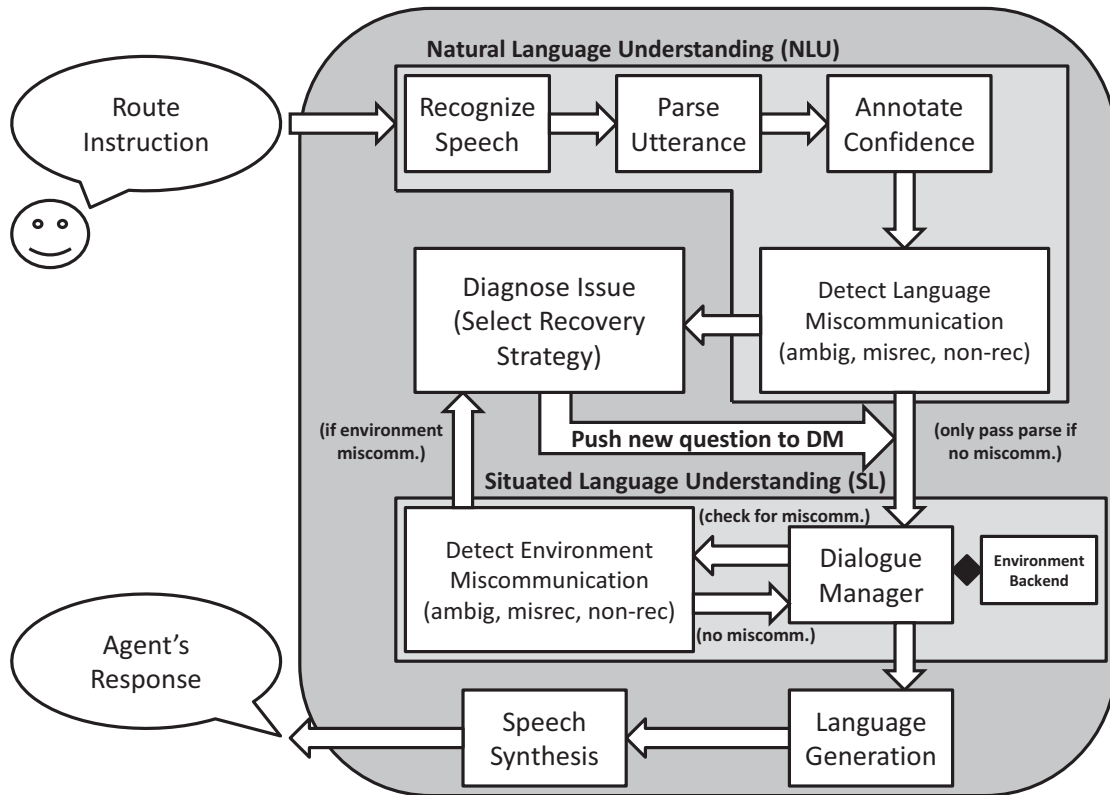 Natural Language Understanding (NLU)
Route
Instruction
Recognize
Speech
Parse
Utterance
Annotate
Confidence
Diagnose Issue
(Select Recovery
Strategy)
Detect Language
Miscommunication
(ambig, misrec, non-rec)
(if environment
miscomm.)
Push new question to DM
(only pass parse if
no miscomm.)
Situated Language Understanding (SL)
(check for miscomm.)
Detect Environment
Miscommunication
(ambig, misrec, non-rec)
Dialogue
Manager
Environment
Backend
(no miscomm.)
Agent's
Response
Speech
Synthesis
Language
Generation